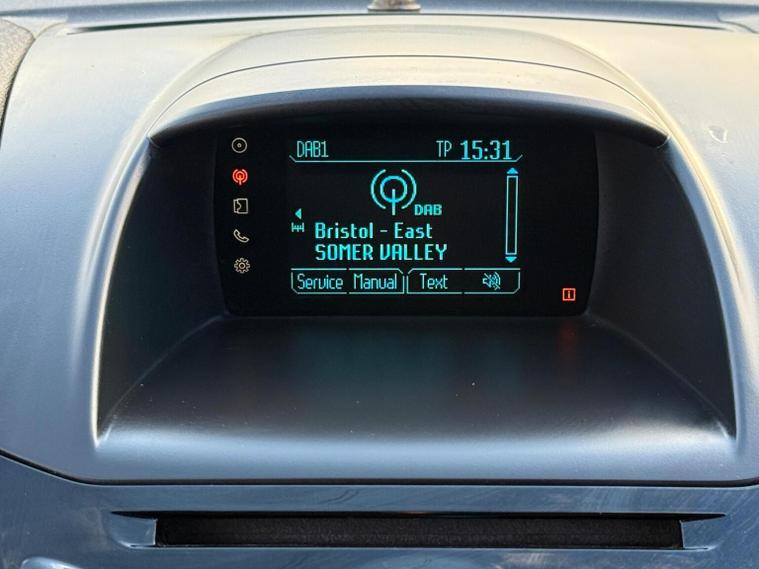 DAB1 TP 15:31
DAB
Bristol - East
SOMER VALLEY
Service Manual Text
i